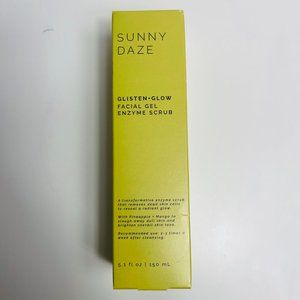 SUNNY
DAZE
GLISTEN+GLOW
FACIAL GEL
ENZYME SCRUB
A transformative enzyme scrub
that removes dead skin cells
to reveal a radiant glow.
With Pineapple + Mango to
slough away dull skin and
brighten overall skin tone.
Recommended use: 2-3 times a
week after cleansing.
5.1 fl oz | 150 mL